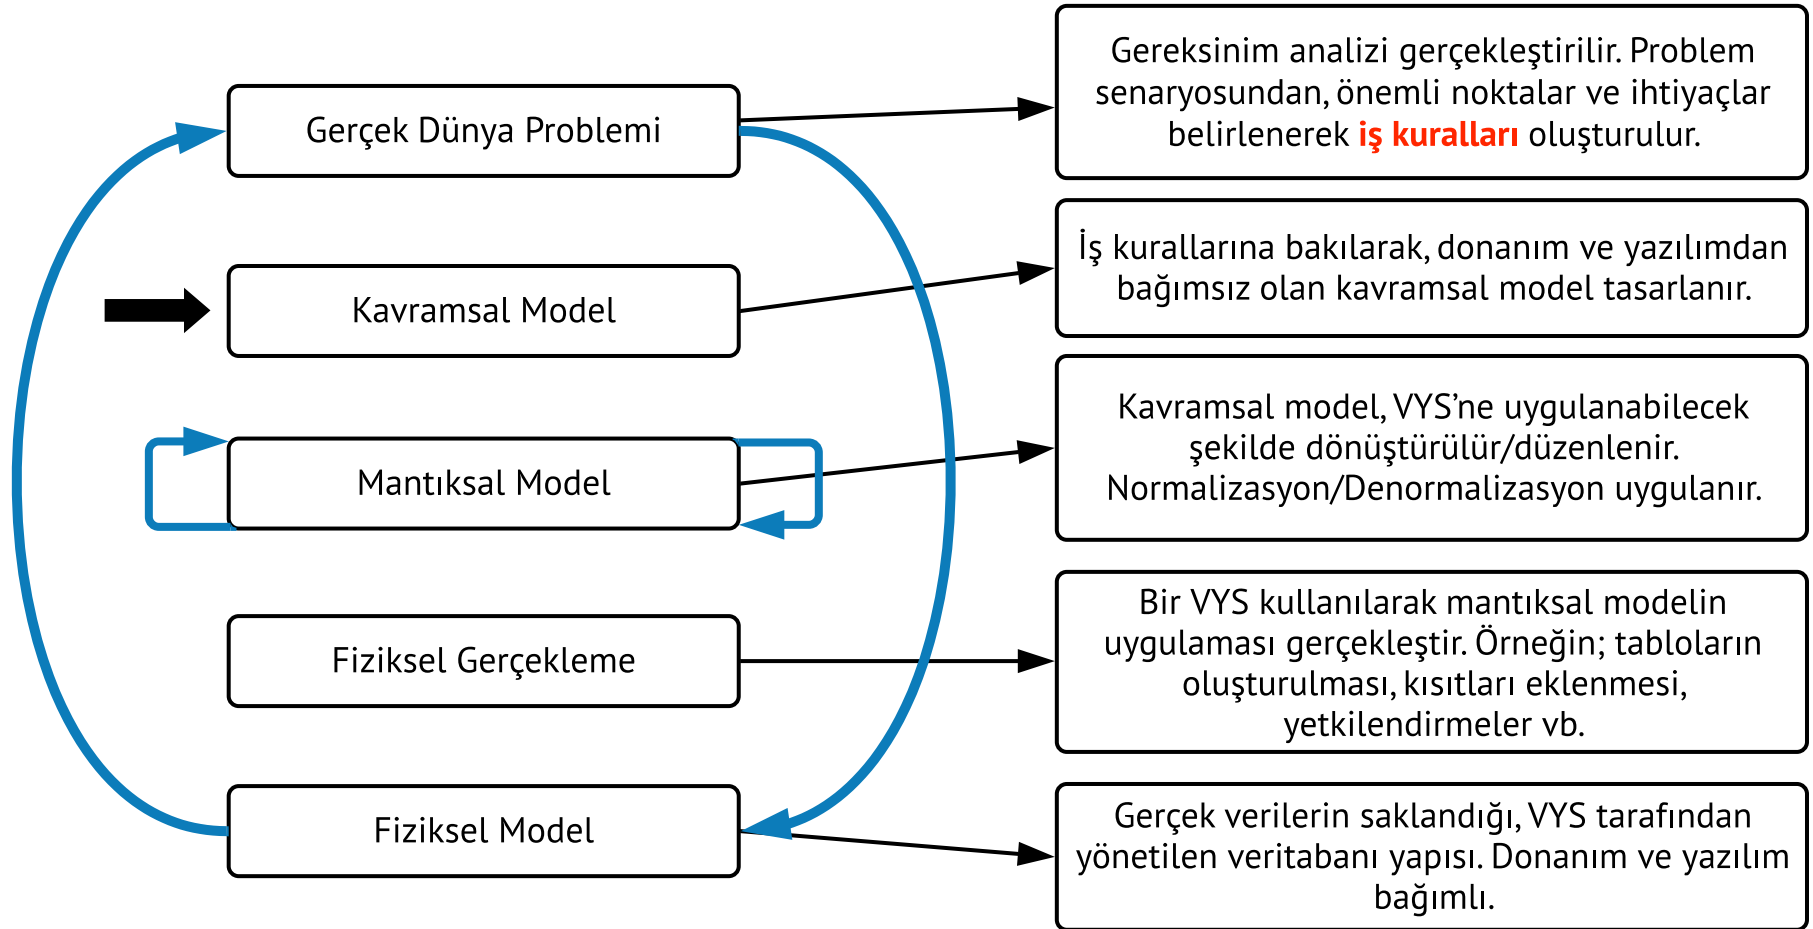 Gerçek Dünya Problemi
Gereksinim analizi gerçekleştirilir. Problem
senaryosundan, önemli noktalar ve ihtiyaçlar
belirlenerek iş kuralları oluşturulur.
Kavramsal Model
İş kurallarına bakılarak, donanım ve yazılımdan
bağımsız olan kavramsal model tasarlanır.
Mantıksal Model
Kavramsal model, VYS’ne uygulanabilecek
şekilde dönüştürülür/düzenlenir.
Normalizasyon/Denormalizasyon uygulanır.
Fiziksel Gerçekleme
Bir VYS kullanılarak mantıksal modelin
uygulaması gerçekleştir. Örneğin; tabloların
oluşturulması, kısıtları eklenmesi,
yetkilendirmeler vb.
Fiziksel Model
Gerçek verilerin saklandığı, VYS tarafından
yönetilen veritabanı yapısı. Donanım ve yazılım
bağımlı.